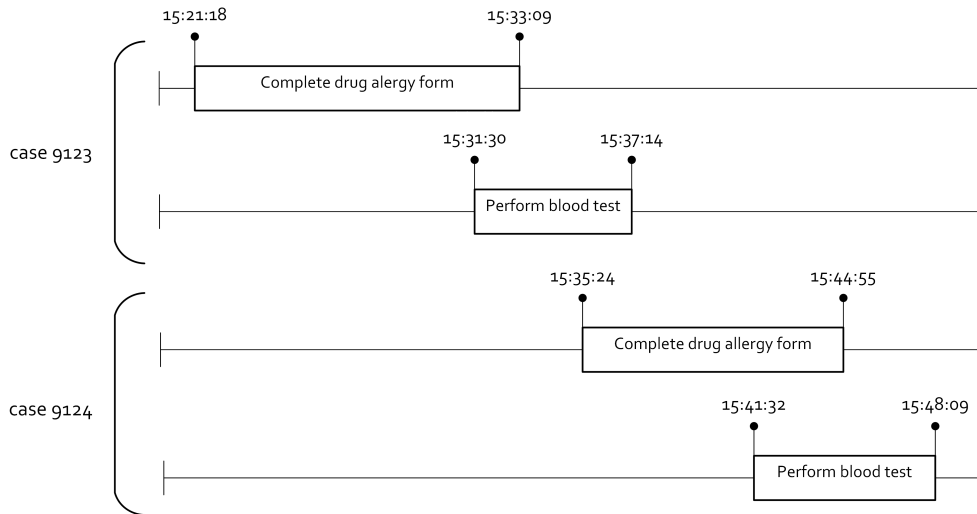 15:21:18 15:33:09
Complete drug alergy form
case 9123
15:31:30 15:37:14
Perform blood test
15:35:24 15:44:55
Complete drug allergy form
case 9124
15:41:32 15:48:09
Perform blood test